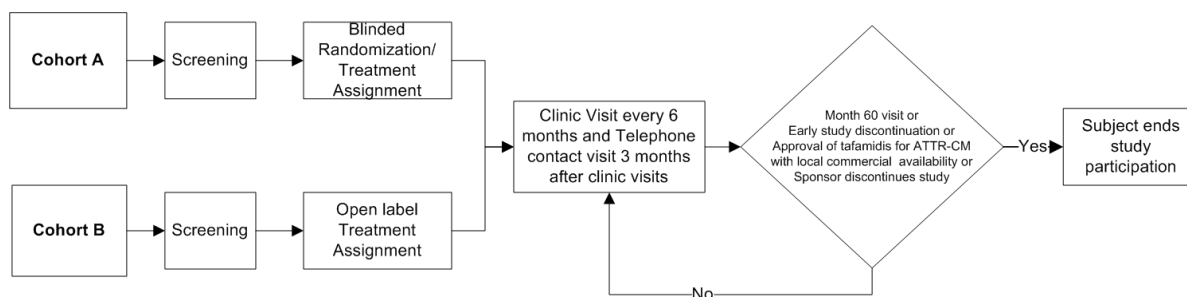 Cohort A
Screening
Blinded
Randomization/
Treatment
Assignment
Cohort B
Screening
Open label
Treatment
Assignment
Clinic Visit every 6
months and Telephone
contact visit 3 months
after clinic visits
Month 60 visit or
Early study discontinuation or
Approval of tafamidis for ATTR-CM
with local commercial availability or
Sponsor discontinues study
Yes
Subject ends
study
participation
No